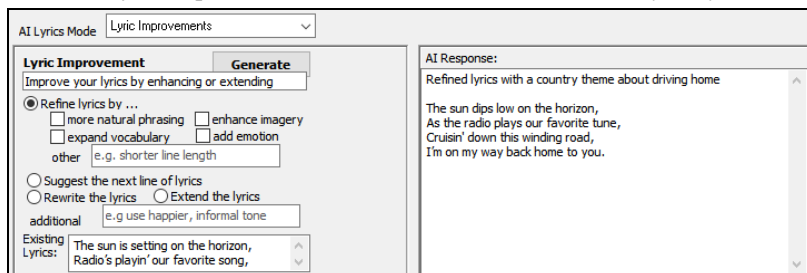 AI Lyrics Mode Lyric Improvements
Lyric Improvement Generate
Improve your lyrics by enhancing or extending
Refine lyrics by ...
more natural phrasing enhance imagery
expand vocabulary add emotion
other e.g. shorter line length
Suggest the next line of lyrics
Rewrite the lyrics Extend the lyrics
additional e.g use happier, informal tone
Existing Lyrics: The sun is setting on the horizon,
Radio's playin' our favorite song,
AI Response:
Refined lyrics with a country theme about driving home
The sun dips low on the horizon,
As the radio plays our favorite tune,
Cruisin' down this winding road,
I'm on my way back home to you.